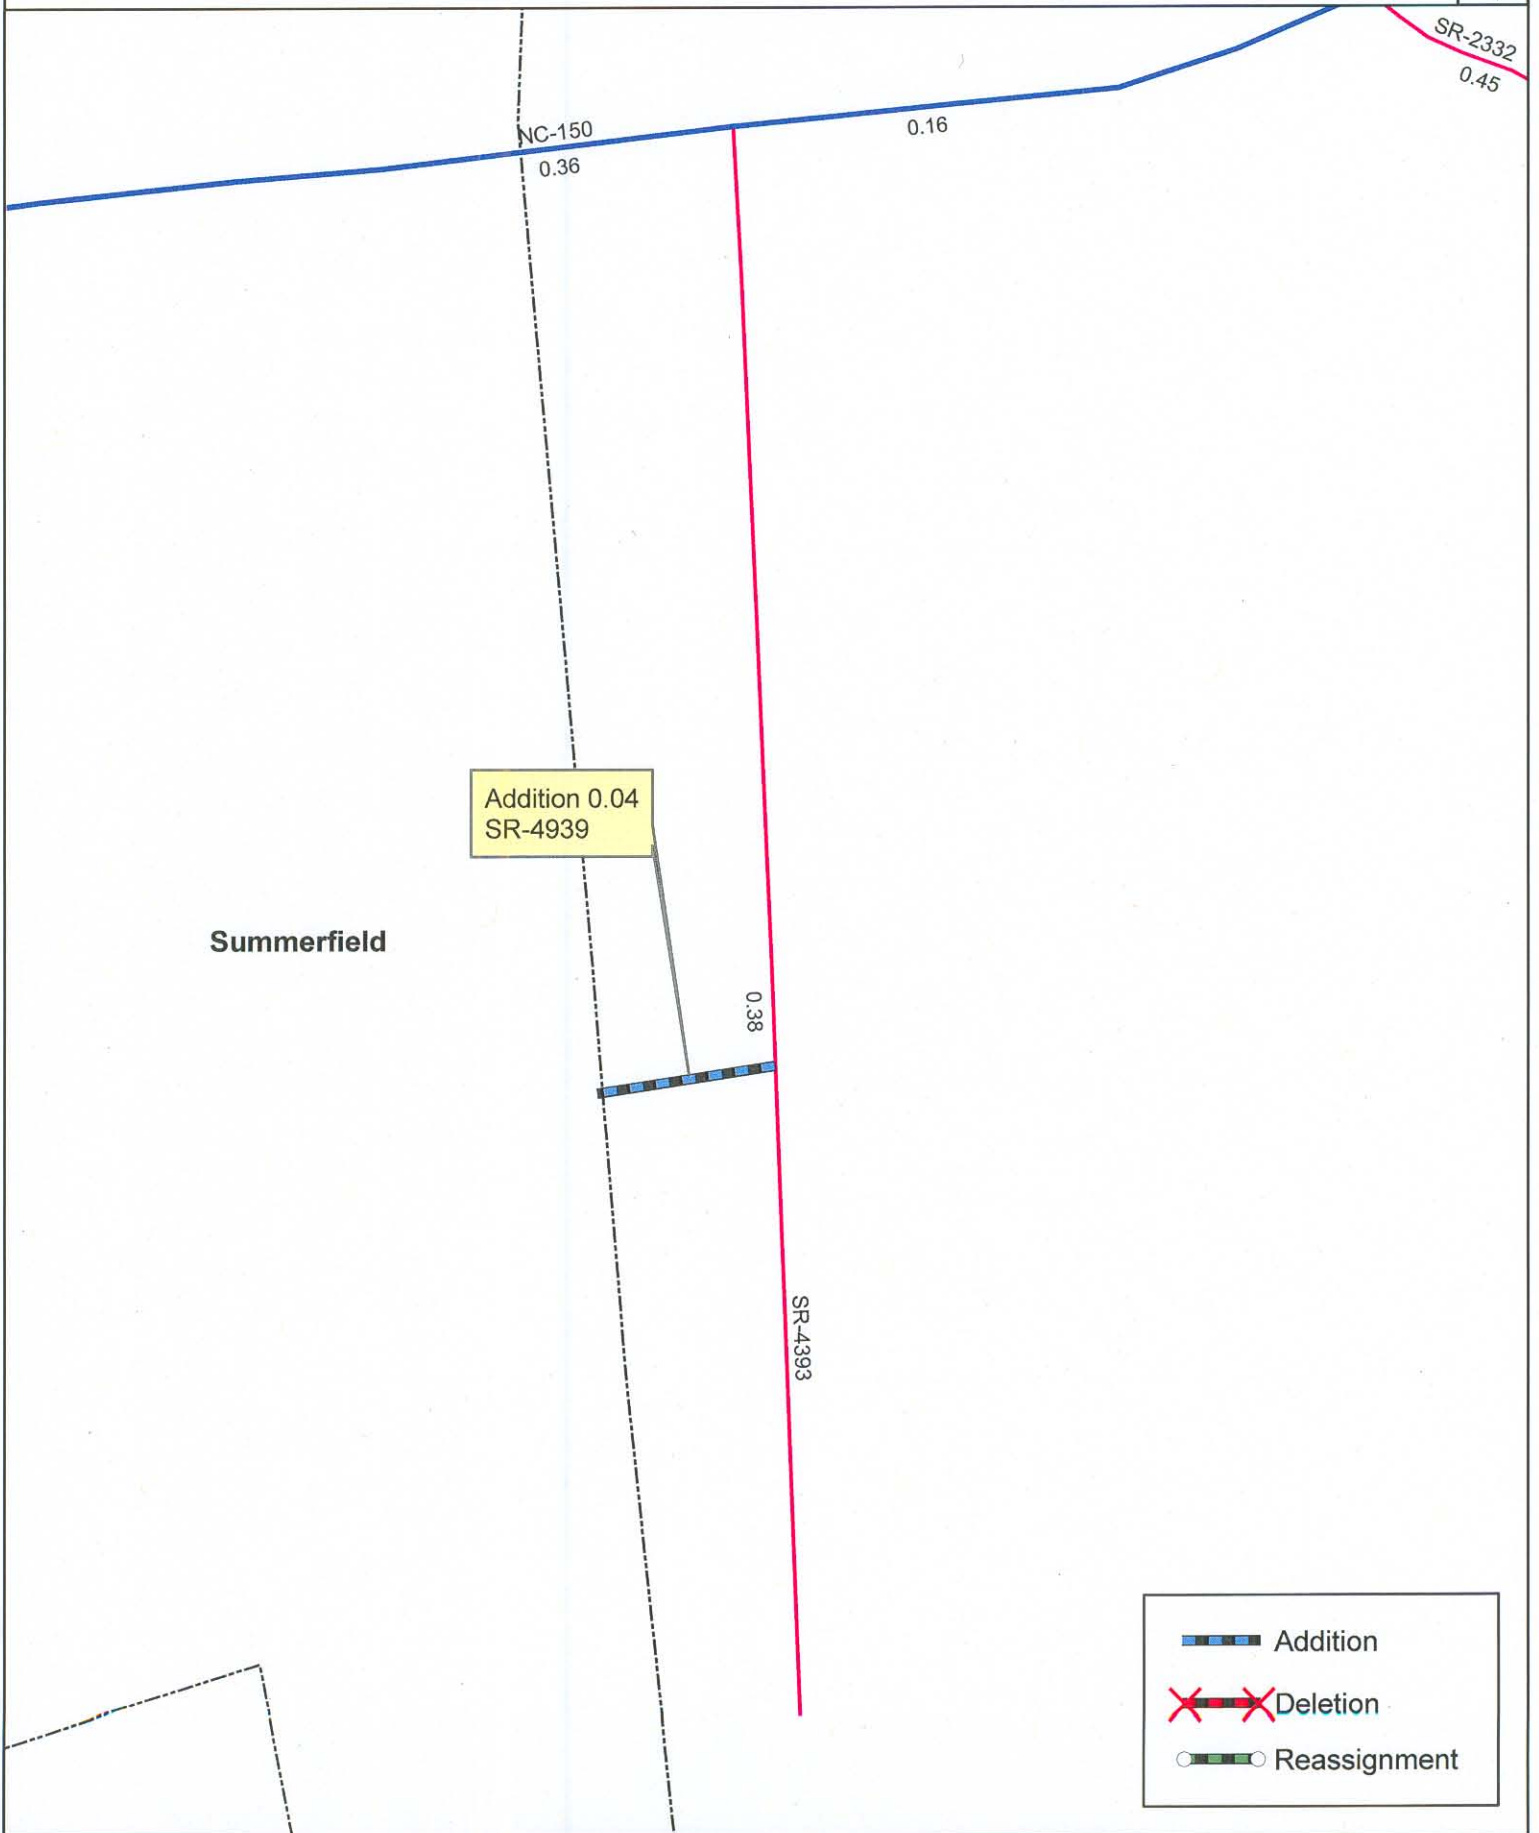 SR-2332
0.45
NC-150
0.36
0.16
Addition 0.04
SR-4939
Summerfield
0.38
SR-4393
Addition
Deletion
Reassignment